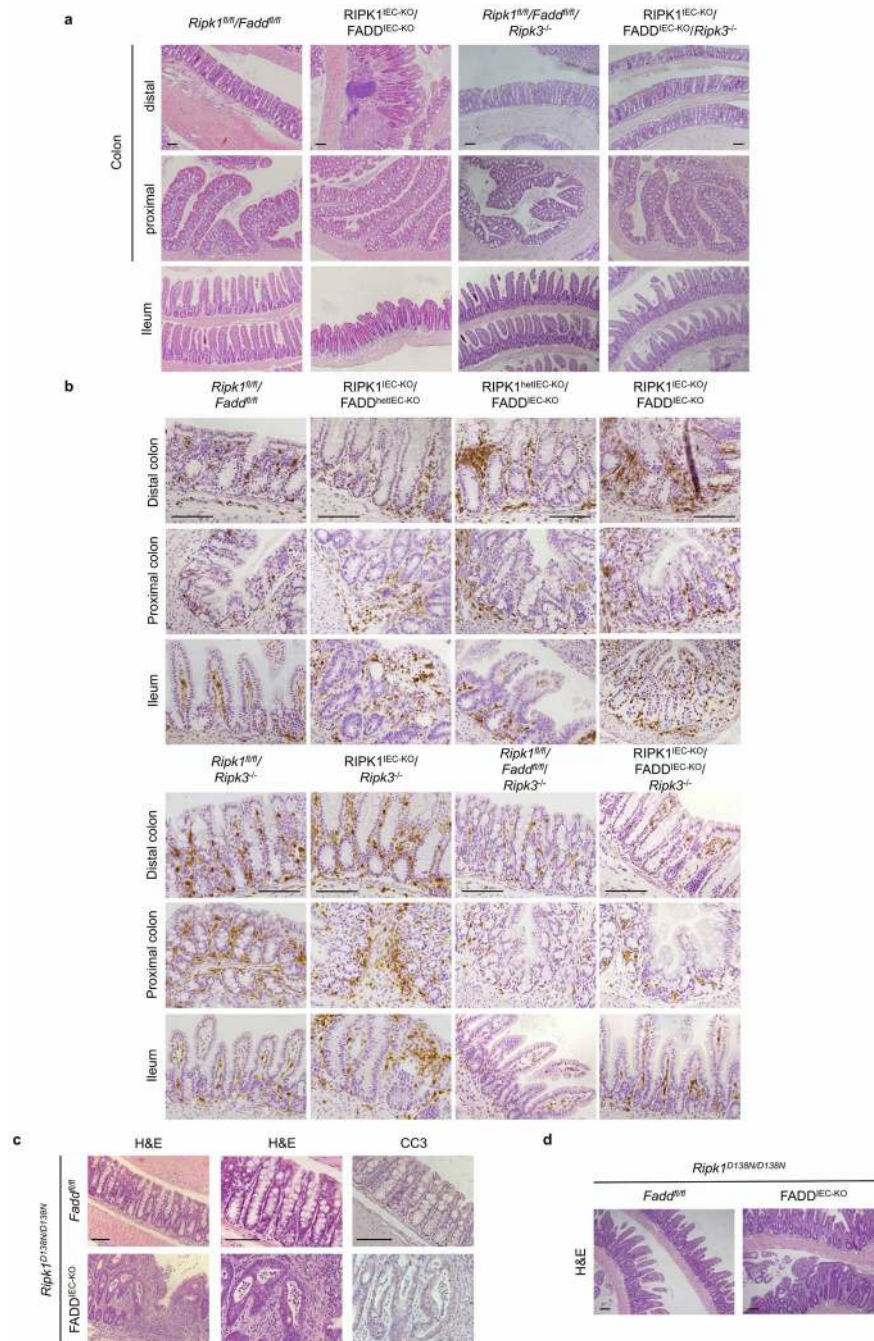 a
Ripk1fl/fl/Faddfl/fl
RIPK1IEC-KO/
FADDIEC-KO
Ripk1fl/fl/Faddfl/fl/
Ripk3-/-
RIPK1IEC-KO/
FADDIEC-KO/Ripk3-/-
Colon
distal
proximal
Ileum
b
Ripk1fl/fl/
Faddfl/fl
RIPK1IEC-KO/
FADDhetIEC-KO
RIPK1hetIEC-KO/
FADDIEC-KO
RIPK1IEC-KO/
FADDIEC-KO
Distal colon
Proximal colon
Ileum
Ripk1fl/fl/
Ripk3-/-
RIPK1IEC-KO/
Ripk3-/-
Ripk1fl/fl/
Faddfl/fl/
Ripk3-/-
RIPK1IEC-KO/
FADDIEC-KO/
Ripk3-/-
Distal colon
Proximal colon
Ileum
c
H&E
H&E
CC3
Ripk1D138N/D138N
Faddfl/fl
FADDIEC-KO
d
Ripk1D138N/D138N
Faddfl/fl
FADDIEC-KO
H&E